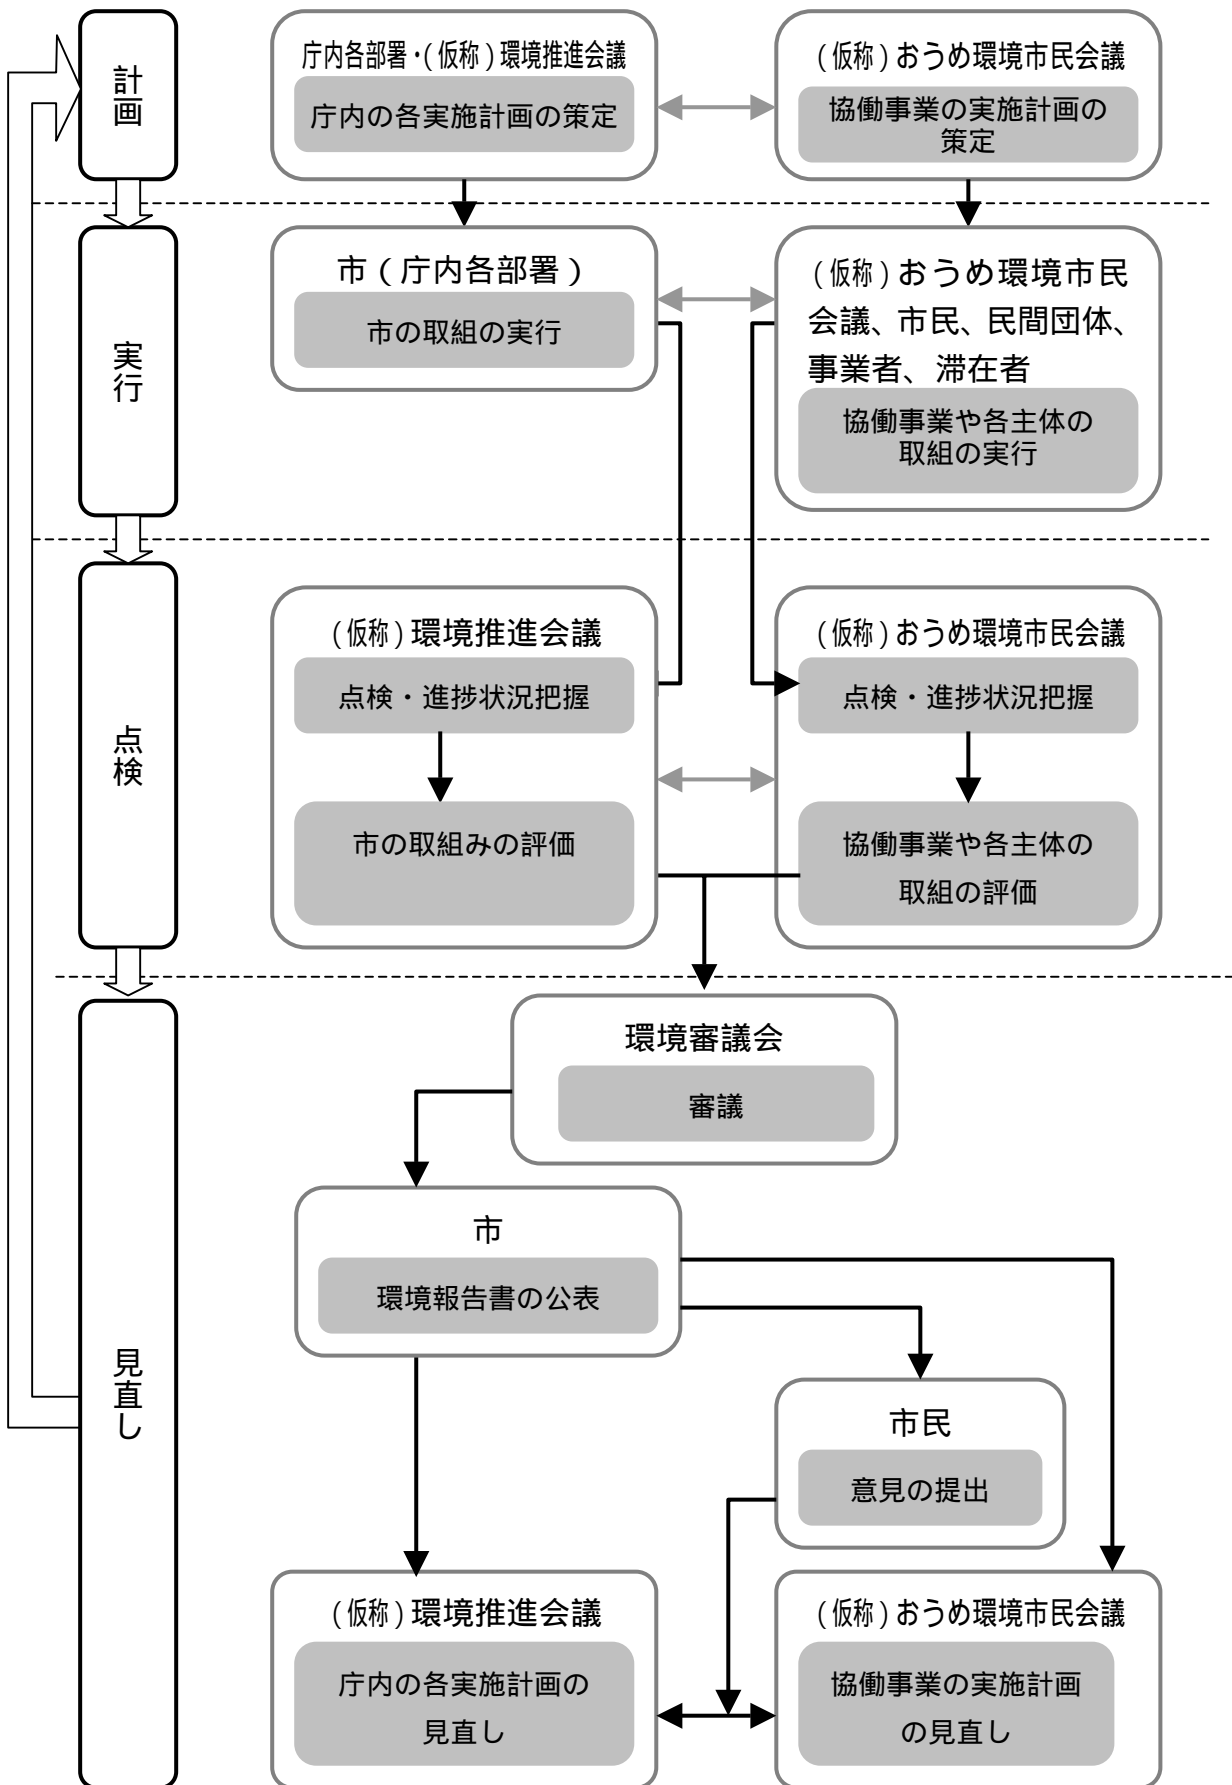 計画
庁内各部署・(仮称)環境推進会議
庁内の各実施計画の策定
(仮称)おうめ環境市民会議
協働事業の実施計画の
策定
実行
市(庁内各部署)
市の取組の実行
(仮称)おうめ環境市民
会議、市民、民間団体、
事業者、滞在者
協働事業や各主体の
取組の実行
点検
(仮称)環境推進会議
点検・進捗状況把握
市の取組みの評価
(仮称)おうめ環境市民会議
点検・進捗状況把握
協働事業や各主体の
取組の評価
見直し
環境審議会
審議
市
環境報告書の公表
市民
意見の提出
(仮称)環境推進会議
庁内の各実施計画の
見直し
(仮称)おうめ環境市民会議
協働事業の実施計画
の見直し